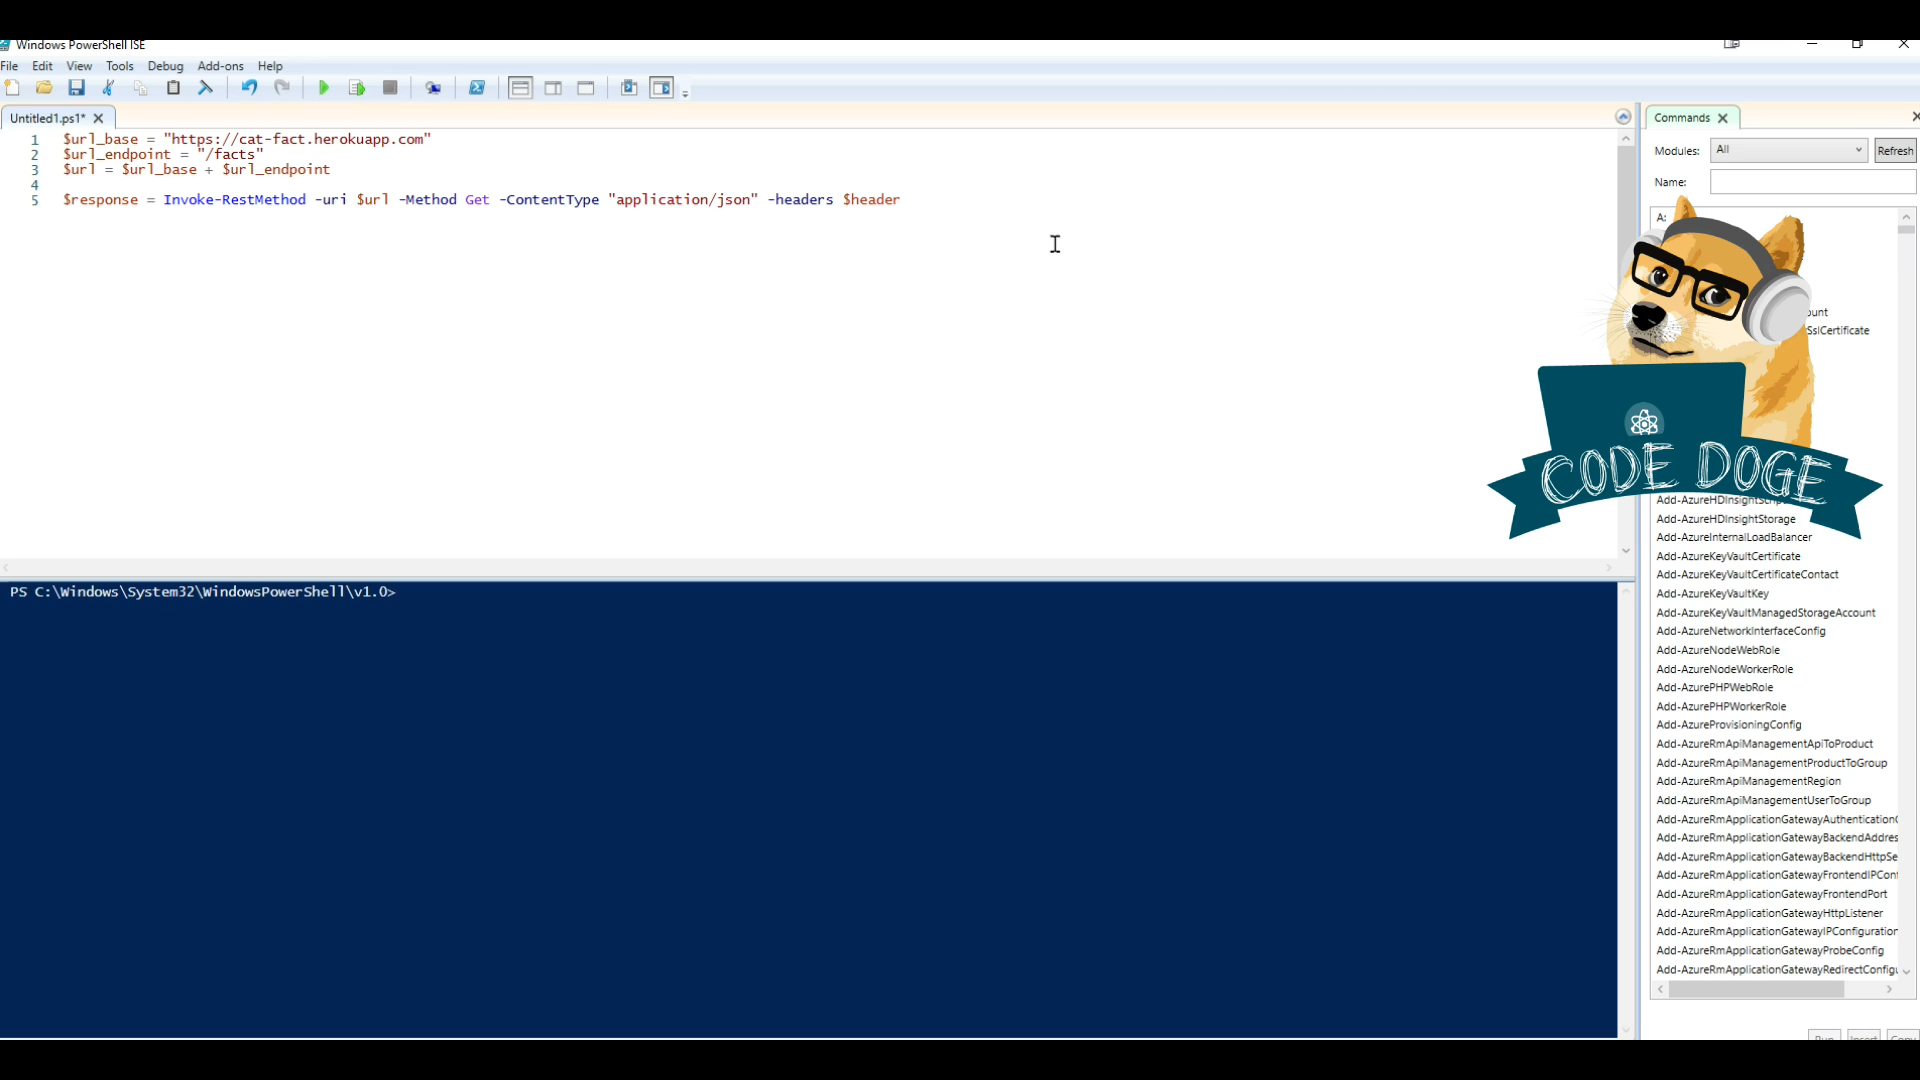 Windows PowerShell ISE
File Edit View Tools Debug Add-ons Help
Untitled1.ps1*
1 $url_base = "https://cat-fact.herokuapp.com"
2 $url_endpoint = "/facts"
3 $url = $url_base + $url_endpoint
4
5 $response = Invoke-RestMethod -uri $url -Method Get -ContentType "application/json" -headers $header
PS C:\Windows\System32\WindowsPowerShell\v1.0>
Commands
Modules: All Refresh
Name:
A:
CODE DOGE
Add-AzureHDInsightStorage
Add-AzureInternalLoadBalancer
Add-AzureKeyVaultCertificate
Add-AzureKeyVaultCertificateContact
Add-AzureKeyVaultKey
Add-AzureKeyVaultManagedStorageAccount
Add-AzureNetworkInterfaceConfig
Add-AzureNodeWebRole
Add-AzureNodeWorkerRole
Add-AzurePHPWebRole
Add-AzurePHPWorkerRole
Add-AzureProvisioningConfig
Add-AzureRmApiManagementApiToProduct
Add-AzureRmApiManagementProductToGroup
Add-AzureRmApiManagementRegion
Add-AzureRmApiManagementUserToGroup
Add-AzureRmApplicationGatewayAuthentication
Add-AzureRmApplicationGatewayBackendAddres
Add-AzureRmApplicationGatewayBackendHttpSe
Add-AzureRmApplicationGatewayFrontendIPCon
Add-AzureRmApplicationGatewayFrontendPort
Add-AzureRmApplicationGatewayHttpListener
Add-AzureRmApplicationGatewayIPConfiguration
Add-AzureRmApplicationGatewayProbeConfig
Add-AzureRmApplicationGatewayRedirectConfig